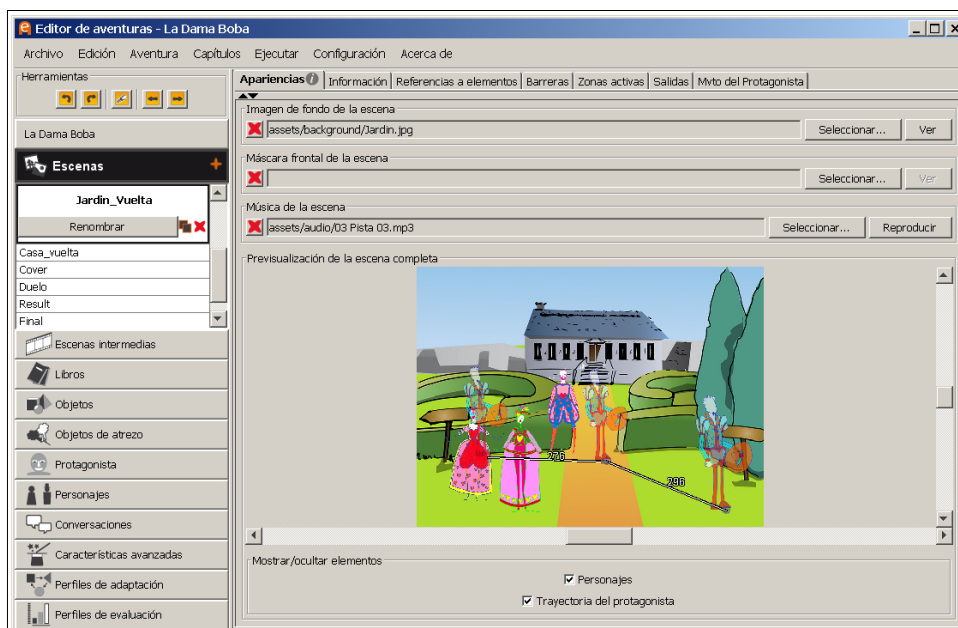 Editor de aventuras - La Dama Boba
Archivo Edición Aventura Capítulos Ejecutar Configuración Acerca de
Herramientas
La Dama Boba
Escenas
Jardin_Vuelta
Renombrar
Casa_vuelta
Cover
Duelo
Result
Final
Escenas intermedias
Libros
Objetos
Objetos de atrezo
Protagonista
Personajes
Conversaciones
Características avanzadas
Perfiles de adaptación
Perfiles de evaluación
Apariencias Información Referencias a elementos Barreras Zonas activas Salidas Mvto del Protagonista
Imagen de fondo de la escena
assets/background/Jardin.jpg Seleccionar... Ver
Máscara frontal de la escena
Seleccionar... Ver
Música de la escena
assets/audio/03 Pista 03.mp3 Seleccionar... Reproducir
Previsualización de la escena completa
276
296
Mostrar/ocultar elementos
Personajes
Trayectoria del protagonista